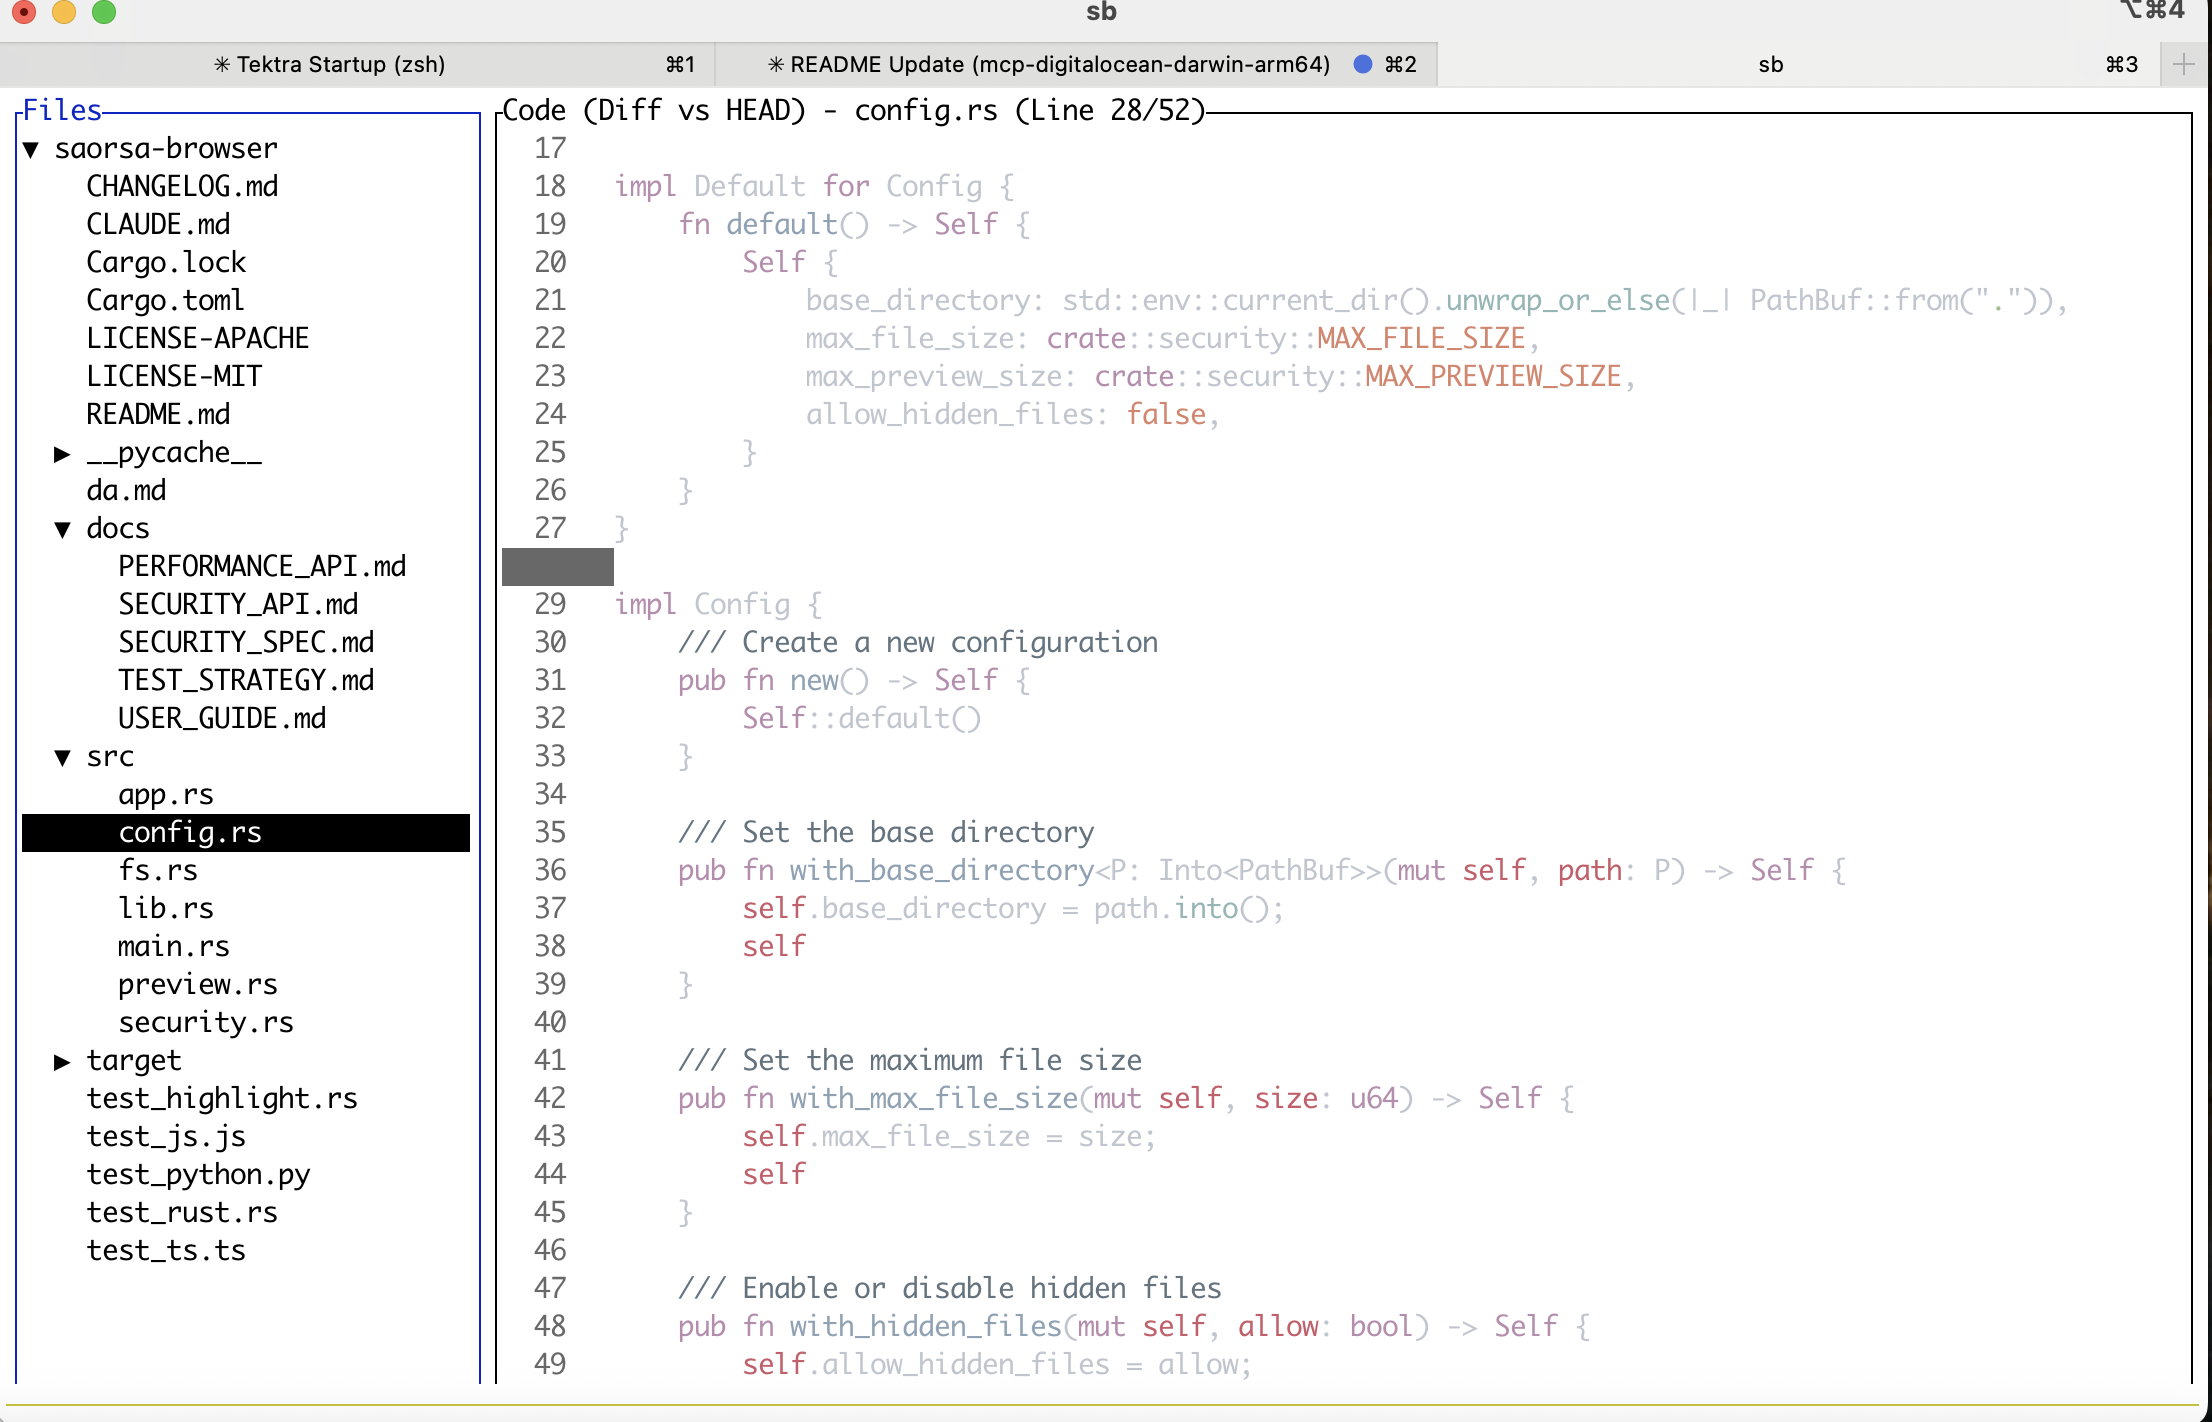 sb
⌥⌘4
✳ Tektra Startup (zsh) ⌘1
✳ README Update (mcp-digitalocean-darwin-arm64) ⌘2
sb ⌘3
Files
▼ saorsa-browser
CHANGELOG.md
CLAUDE.md
Cargo.lock
Cargo.toml
LICENSE-APACHE
LICENSE-MIT
README.md
▶ __pycache__
da.md
▼ docs
PERFORMANCE_API.md
SECURITY_API.md
SECURITY_SPEC.md
TEST_STRATEGY.md
USER_GUIDE.md
▼ src
app.rs
config.rs
fs.rs
lib.rs
main.rs
preview.rs
security.rs
▶ target
test_highlight.rs
test_js.js
test_python.py
test_rust.rs
test_ts.ts
Code (Diff vs HEAD) - config.rs (Line 28/52)
17
18 impl Default for Config {
19     fn default() -> Self {
20         Self {
21             base_directory: std::env::current_dir().unwrap_or_else(|_| PathBuf::from(".")),
22             max_file_size: crate::security::MAX_FILE_SIZE,
23             max_preview_size: crate::security::MAX_PREVIEW_SIZE,
24             allow_hidden_files: false,
25         }
26     }
27 }
29 impl Config {
30     /// Create a new configuration
31     pub fn new() -> Self {
32         Self::default()
33     }
34
35     /// Set the base directory
36     pub fn with_base_directory<P: Into<PathBuf>>(mut self, path: P) -> Self {
37         self.base_directory = path.into();
38         self
39     }
40
41     /// Set the maximum file size
42     pub fn with_max_file_size(mut self, size: u64) -> Self {
43         self.max_file_size = size;
44         self
45     }
46
47     /// Enable or disable hidden files
48     pub fn with_hidden_files(mut self, allow: bool) -> Self {
49         self.allow_hidden_files = allow;